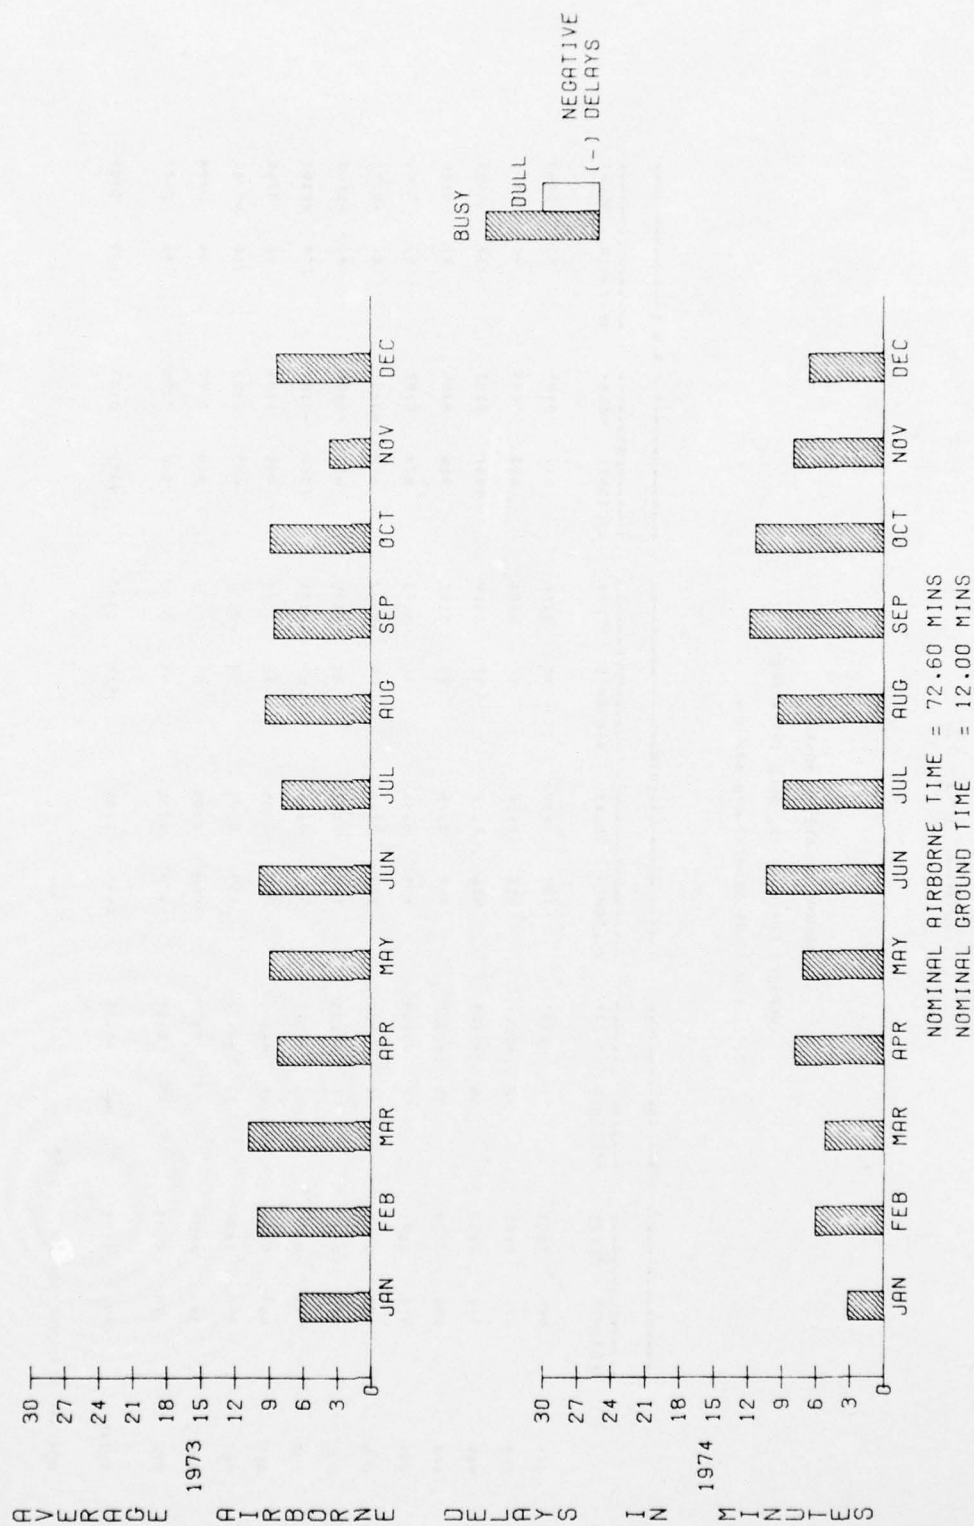 AVERAGE AIRBORNE DELAYS IN MINUTES
1973
30
27
24
21
18
15
12
9
6
3
0
JAN FEB MAR APR MAY JUN JUL AUG SEP OCT NOV DEC
BUSY
DULL
NEGATIVE
(-) DELAYS
1974
30
27
24
21
18
15
12
9
6
3
0
JAN FEB MAR APR MAY JUN JUL AUG SEP OCT NOV DEC
NOMINAL AIRBORNE TIME = 72.60 MINS
NOMINAL GROUND TIME = 12.00 MINS